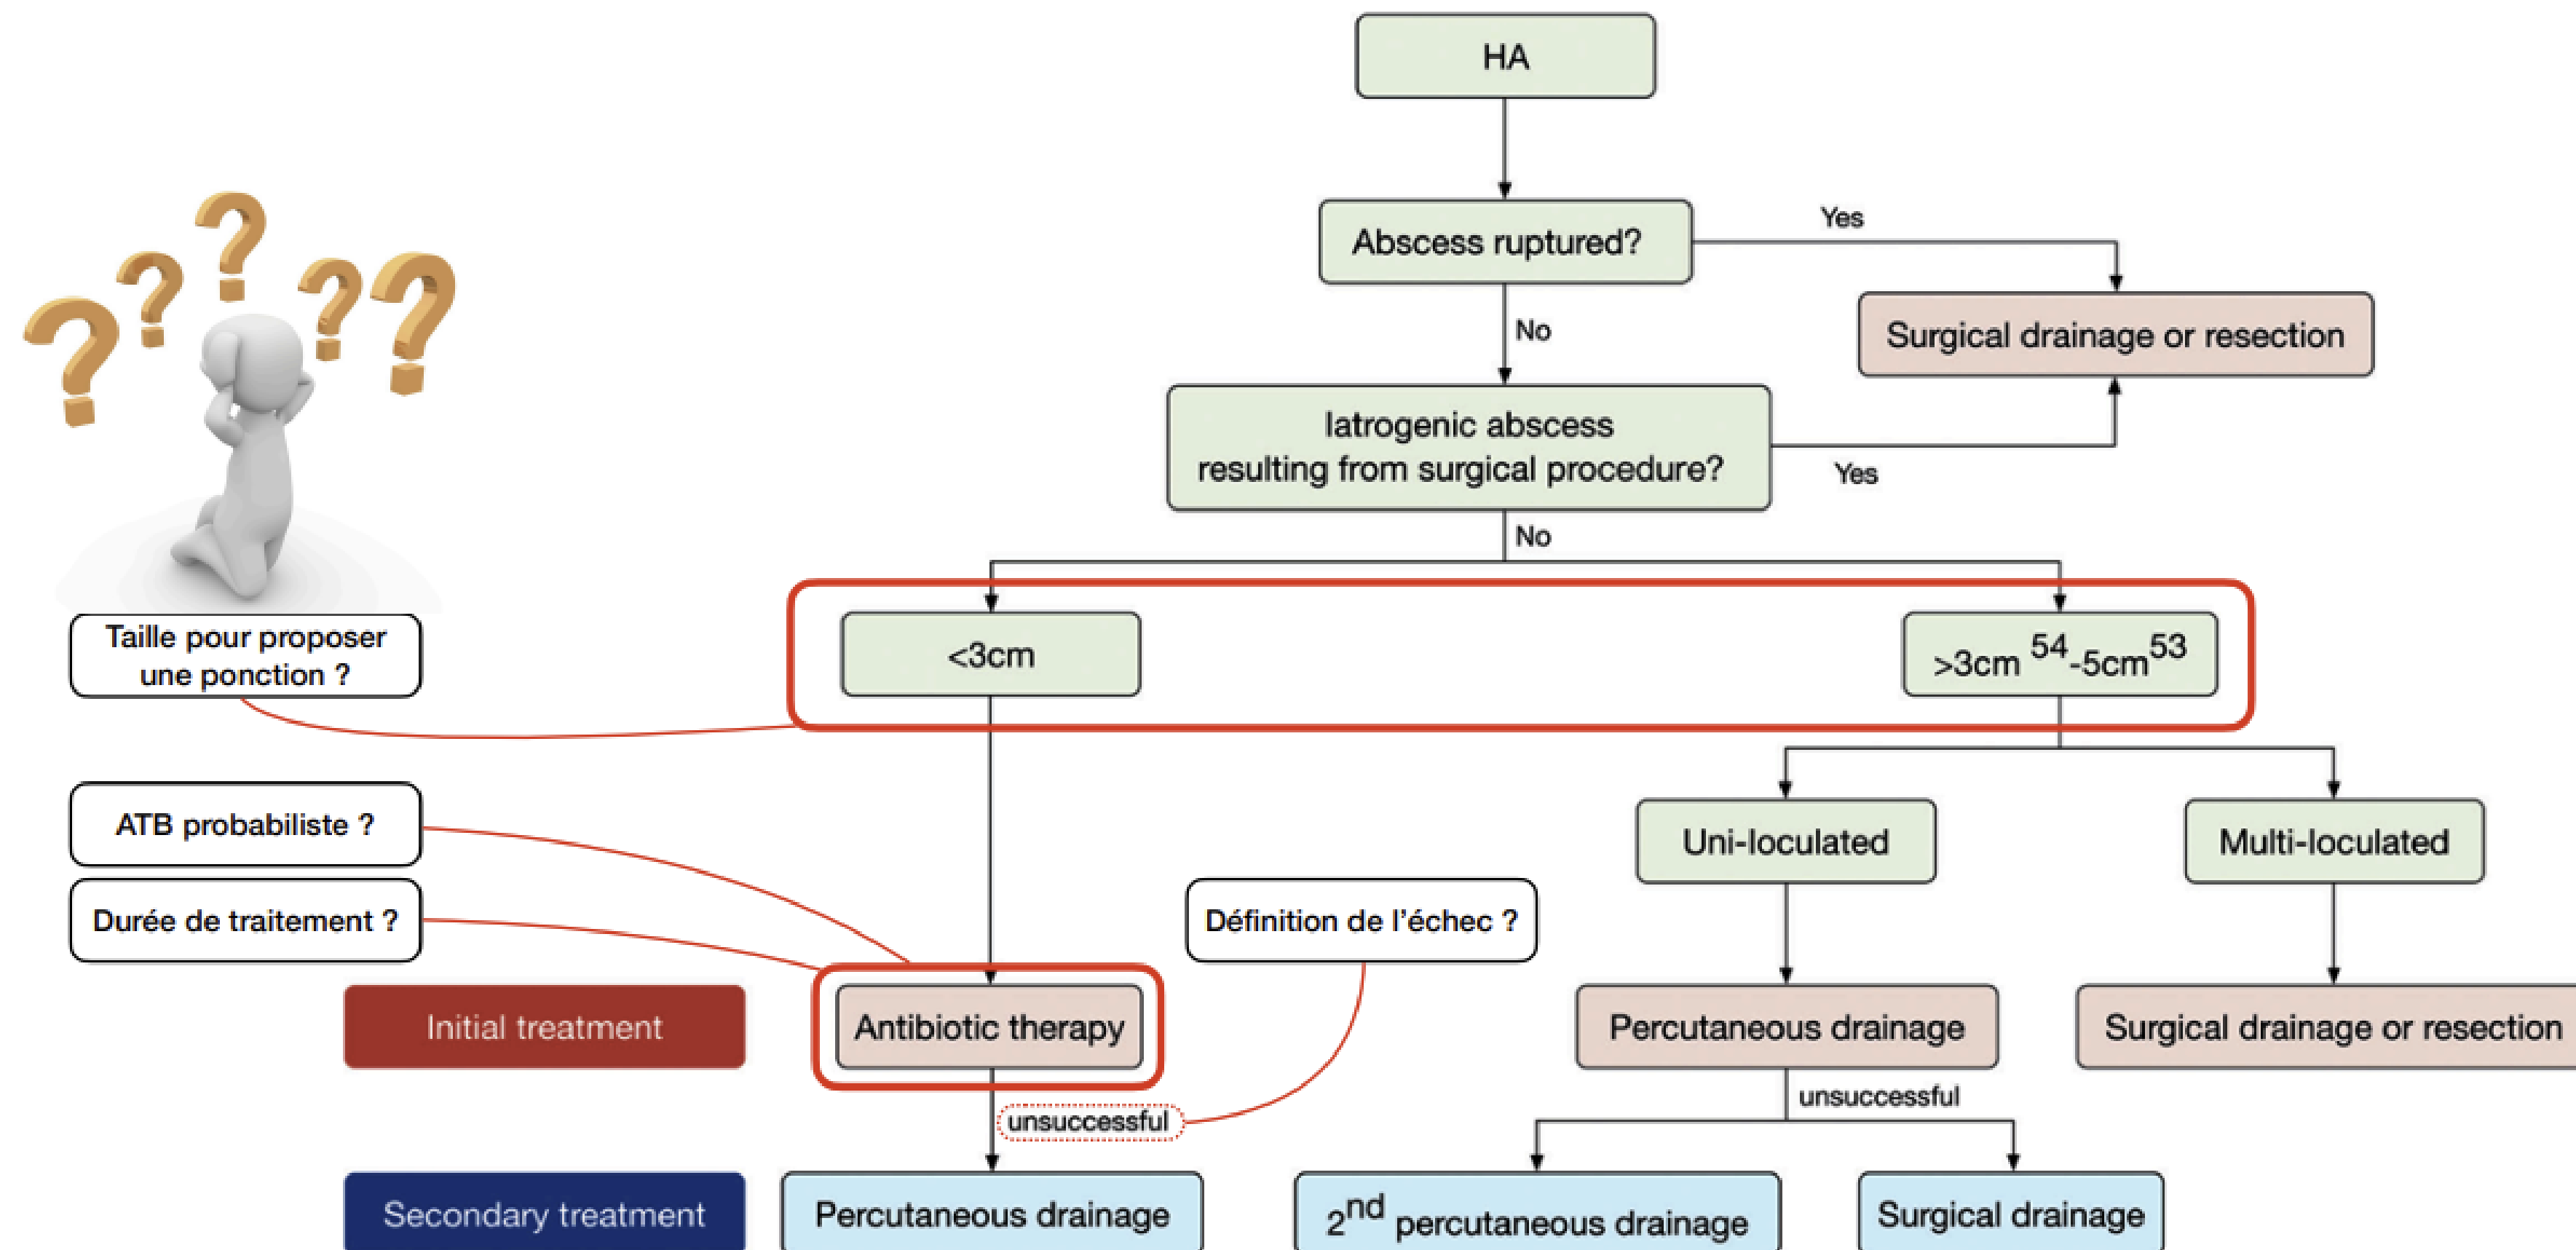 HA
Abscess ruptured?
Yes
Surgical drainage or resection
No
Iatrogenic abscess
resulting from surgical procedure?
Yes
No
Taille pour proposer
une ponction ?
<3cm
>3cm 54-5cm53
ATB probabiliste ?
Uni-loculated
Multi-loculated
Durée de traitement ?
Définition de l'échec ?
Initial treatment
Antibiotic therapy
Percutaneous drainage
Surgical drainage or resection
unsuccessful
unsuccessful
Secondary treatment
Percutaneous drainage
2nd percutaneous drainage
Surgical drainage